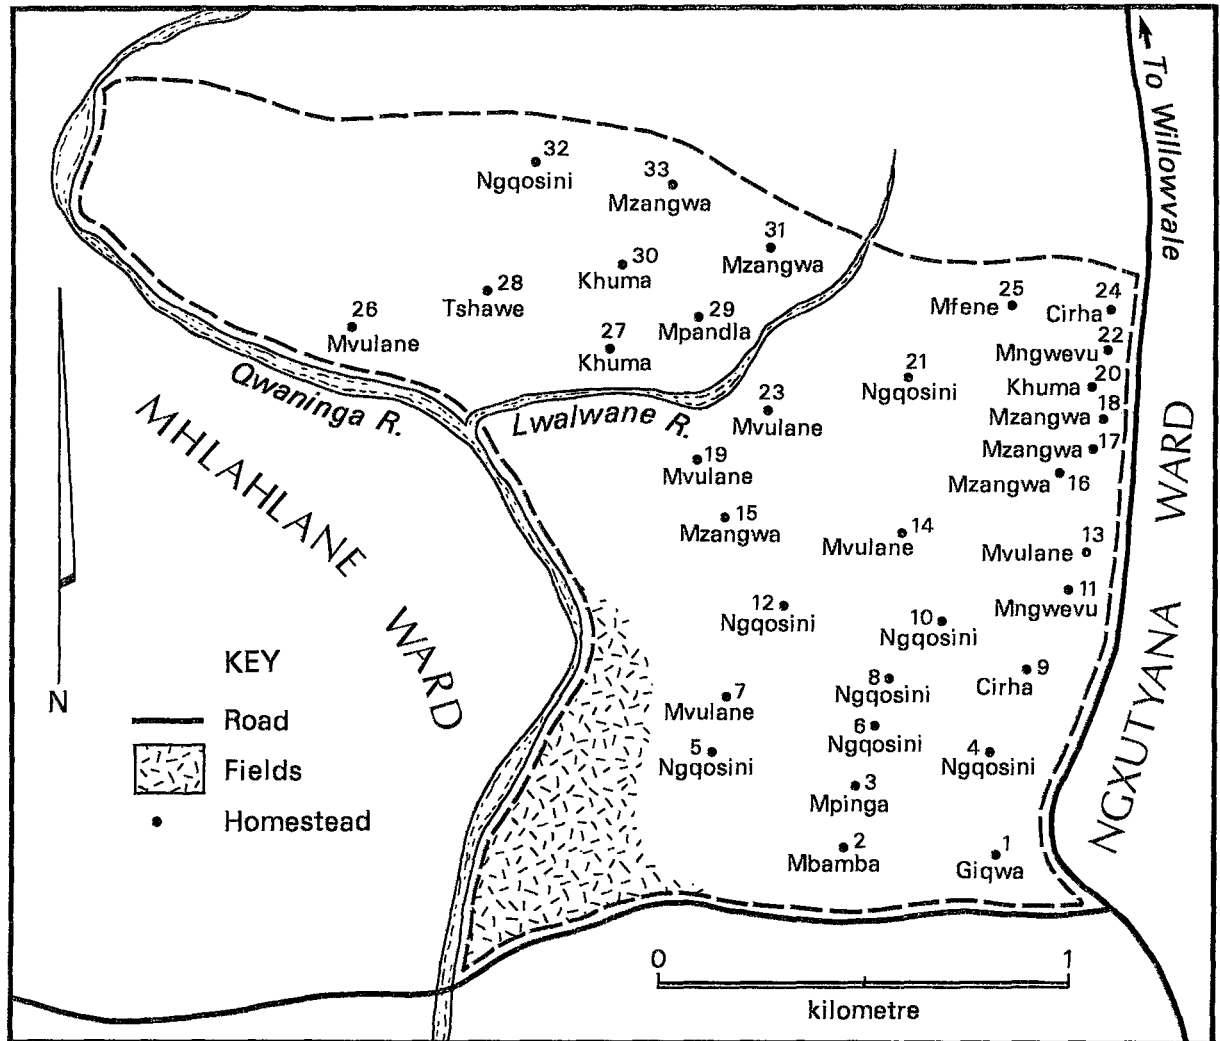 To Willowvale
32
Ngqosini
33
Mzangwa
31
Mzangwa
30
Khuma
28
Tshawe
26
Mvulane
29
Mpandla
27
Khuma
25
Mfene
24
Cirha
22
Mngwevu
21
Ngqosini
20
Khuma
23
Mvulane
18
Mzangwa
17
Mzangwa
16
Mzangwa
19
Mvulane
15
Mzangwa
14
Mvulane
13
Mvulane
12
Ngqosini
11
Mngwevu
10
Ngqosini
9
Cirha
8
Ngqosini
7
Mvulane
6
Ngqosini
5
Ngqosini
4
Ngqosini
3
Mpinga
2
Mbamba
1
Giqwa
Qwaninga R.
Lwalwane R.
MHLAHLANE WARD
NGXUTYANA WARD
N
KEY
Road
Fields
Homestead
0 1
kilometre